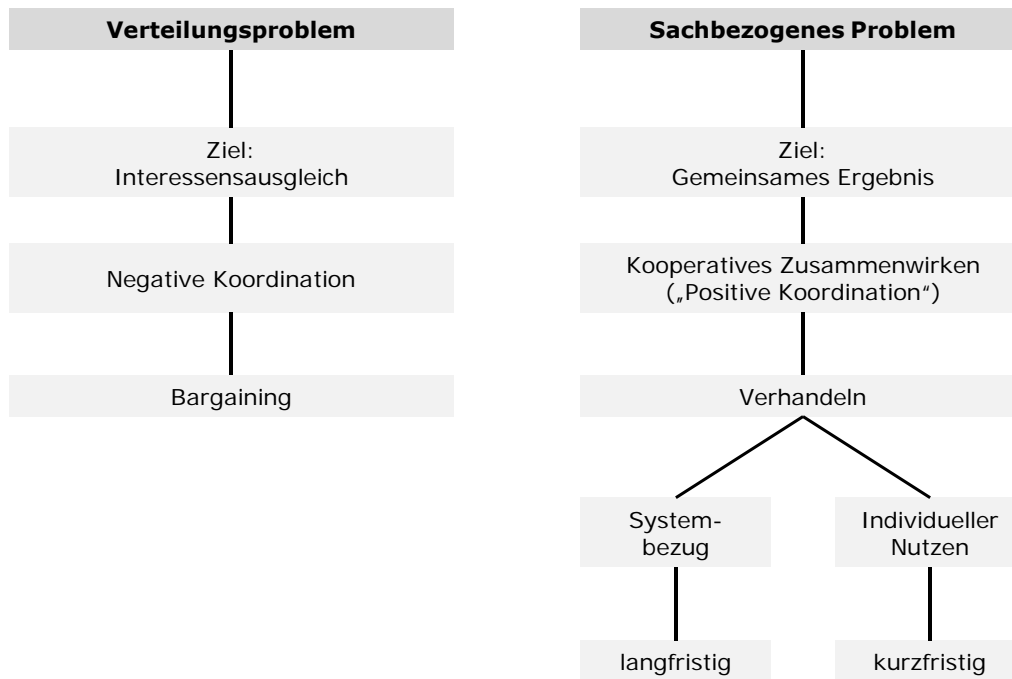 Verteilungsproblem
Ziel:
Interessensausgleich
Negative Koordination
Bargaining
Sachbezogenes Problem
Ziel:
Gemeinsames Ergebnis
Kooperatives Zusammenwirken
(„Positive Koordination“)
Verhandeln
System-
bezug
langfristig
Individueller
Nutzen
kurzfristig